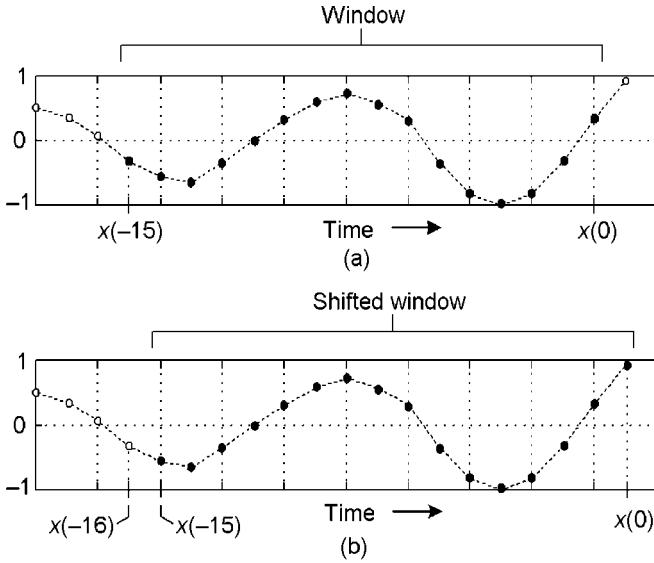 Window
1
0
–1
x(–15)
Time
x(0)
(a)
Shifted window
1
0
–1
x(–16)
x(–15)
Time
x(0)
(b)